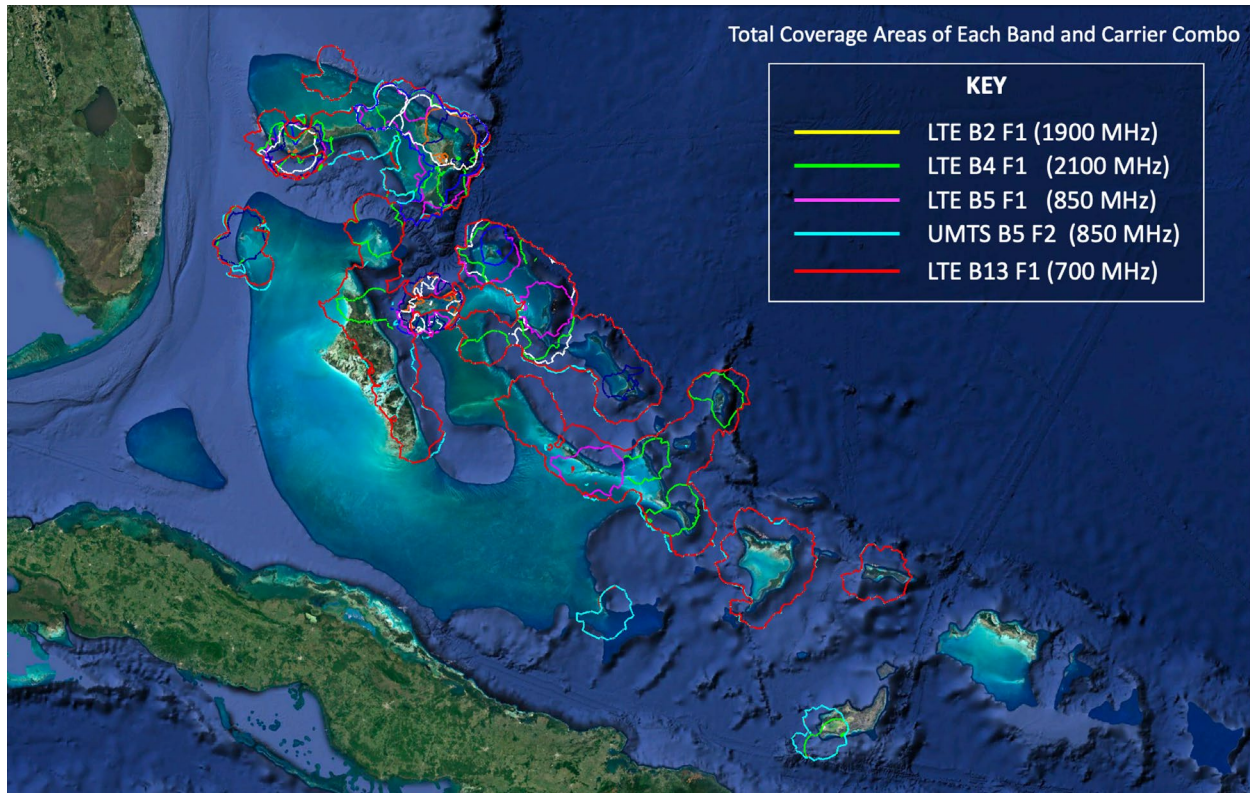 Total Coverage Areas of Each Band and Carrier Combo
KEY
LTE B2 F1 (1900 MHz)
LTE B4 F1 (2100 MHz)
LTE B5 F1 (850 MHz)
UMTS B5 F2 (850 MHz)
LTE B13 F1 (700 MHz)